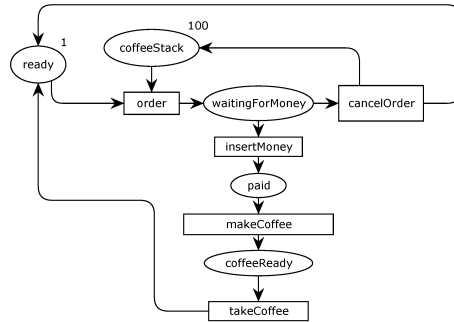 100
coffeeStack
1
ready
order
waitingForMoney
cancelOrder
insertMoney
paid
makeCoffee
coffeeReady
takeCoffee